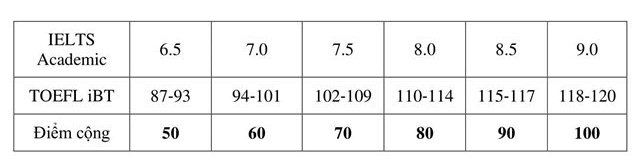 IELTS Academic 6.5 7.0 7.5 8.0 8.5 9.0
TOEFL iBT 87-93 94-101 102-109 110-114 115-117 118-120
Điểm cộng 50 60 70 80 90 100